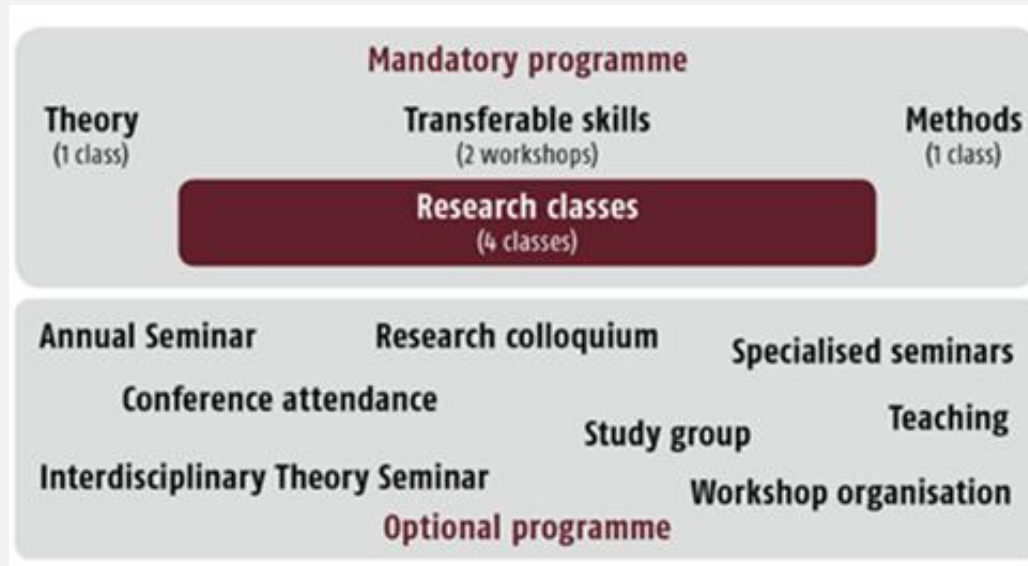 Mandatory programme
Theory
(1 class)
Transferable skills
(2 workshops)
Methods
(1 class)
Research classes
(4 classes)
Annual Seminar
Research colloquium
Specialised seminars
Conference attendance
Teaching
Study group
Interdisciplinary Theory Seminar
Workshop organisation
Optional programme